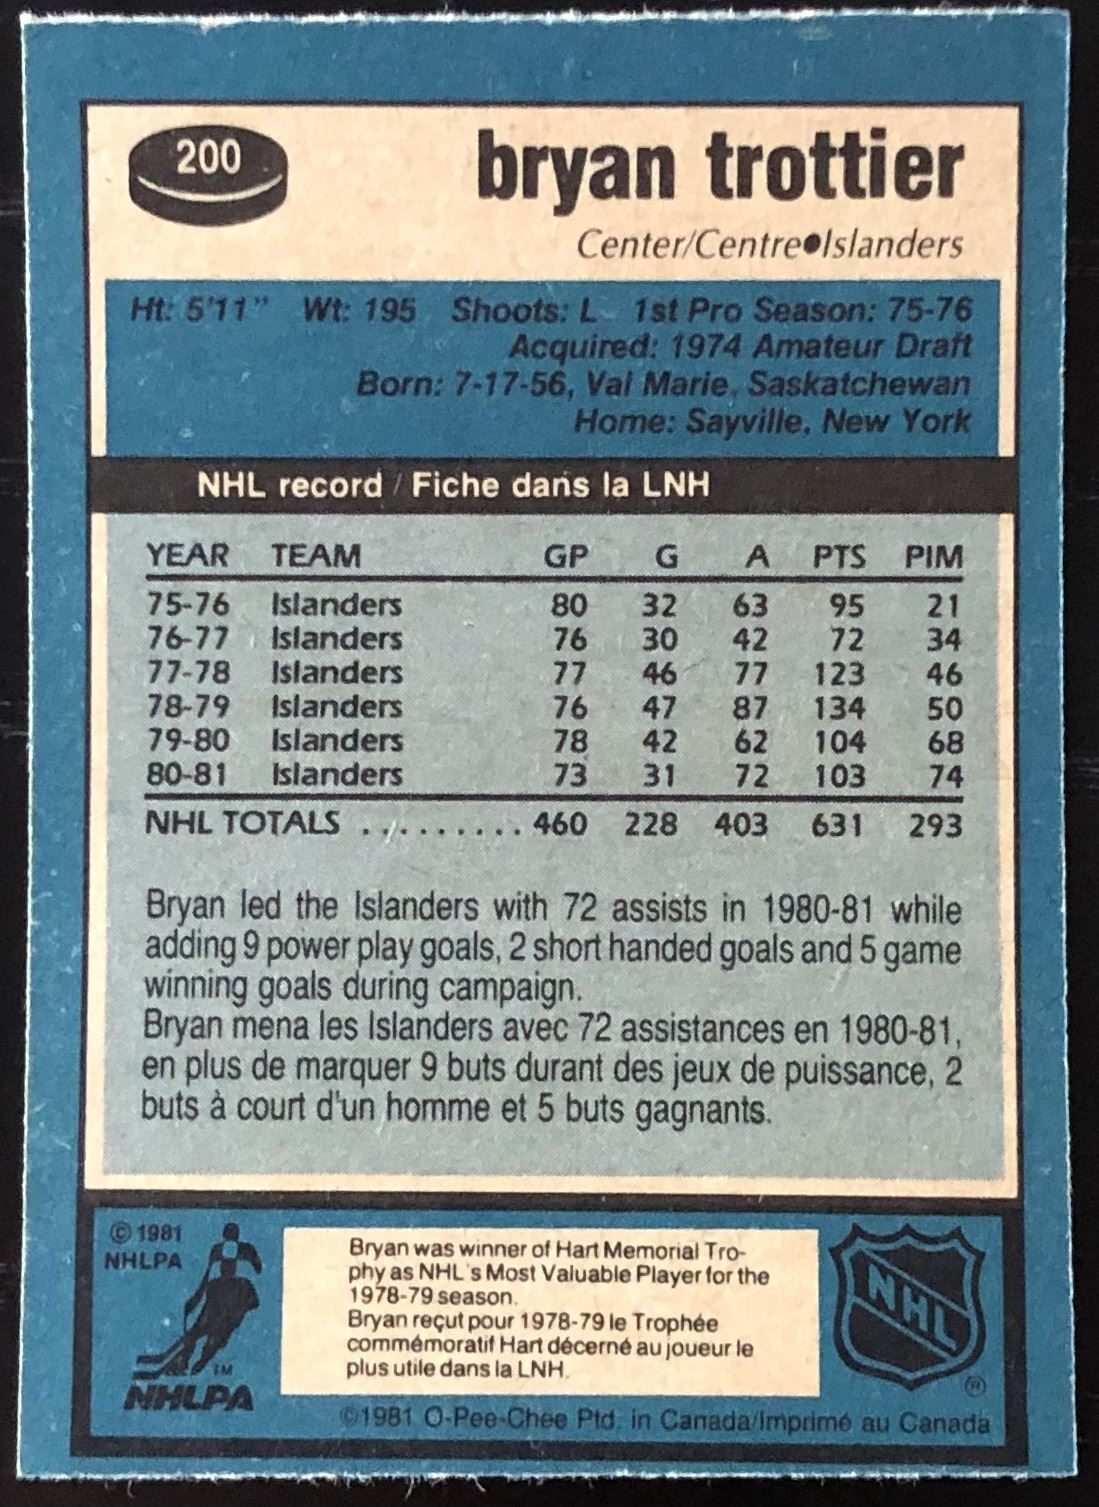 200
bryan trottier
Center/Centre●Islanders
Ht: 5'11" Wt: 195 Shoots: L 1st Pro Season: 75-76
Acquired: 1974 Amateur Draft
Born: 7-17-56, Val Marie, Saskatchewan
Home: Sayville, New York
NHL record / Fiche dans la LNH
YEAR TEAM GP G A PTS PIM
75-76 Islanders 80 32 63 95 21
76-77 Islanders 76 30 42 72 34
77-78 Islanders 77 46 77 123 46
78-79 Islanders 76 47 87 134 50
79-80 Islanders 78 42 62 104 68
80-81 Islanders 73 31 72 103 74
NHL TOTALS ......... 460 228 403 631 293
Bryan led the Islanders with 72 assists in 1980-81 while
adding 9 power play goals, 2 short handed goals and 5 game
winning goals during campaign.
Bryan mena les Islanders avec 72 assistances en 1980-81,
en plus de marquer 9 buts durant des jeux de puissance, 2
buts à court d'un homme et 5 buts gagnants.
© 1981
NHLPA
TM
NHLPA
Bryan was winner of Hart Memorial Tro-
phy as NHL's Most Valuable Player for the
1978-79 season.
Bryan reçut pour 1978-79 le Trophée
commémoratif Hart décerné au joueur le
plus utile dans la LNH.
NHL
®
©1981 O-Pee-Chee Ptd. in Canada/Imprimé au Canada